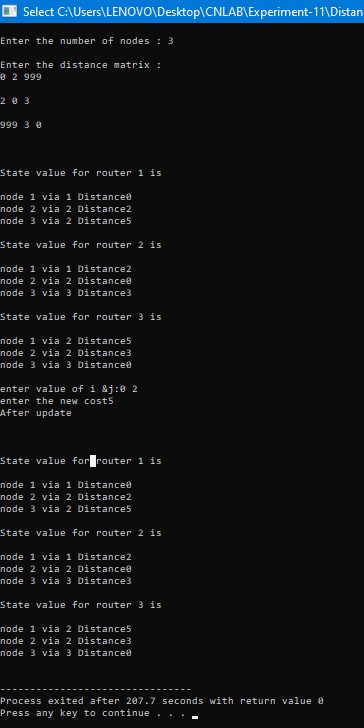 Select C:\Users\LENOVO\Desktop\CNLAB\Experiment-11\Distan
Enter the number of nodes : 3
Enter the distance matrix :
0 2 999
2 0 3
999 3 0
State value for router 1 is
node 1 via 1 Distance0
node 2 via 2 Distance2
node 3 via 2 Distance5
State value for router 2 is
node 1 via 1 Distance2
node 2 via 2 Distance0
node 3 via 3 Distance3
State value for router 3 is
node 1 via 2 Distance5
node 2 via 2 Distance3
node 3 via 3 Distance0
enter value of i &j:0 2
enter the new cost5
After update
State value for router 1 is
node 1 via 1 Distance0
node 2 via 2 Distance2
node 3 via 2 Distance5
State value for router 2 is
node 1 via 1 Distance2
node 2 via 2 Distance0
node 3 via 3 Distance3
State value for router 3 is
node 1 via 2 Distance5
node 2 via 2 Distance3
node 3 via 3 Distance0
--------------------------------
Process exited after 207.7 seconds with return value 0
Press any key to continue . . .